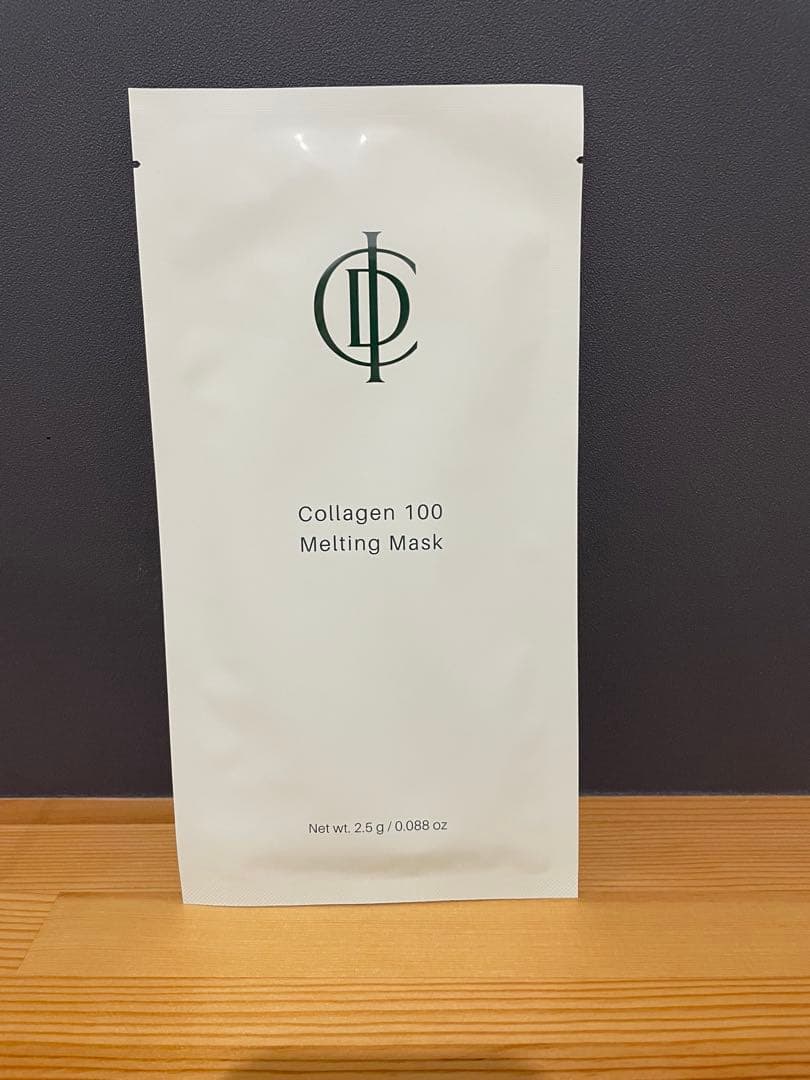 Collagen 100
Melting Mask
Net wt. 2.5 g / 0.088 oz